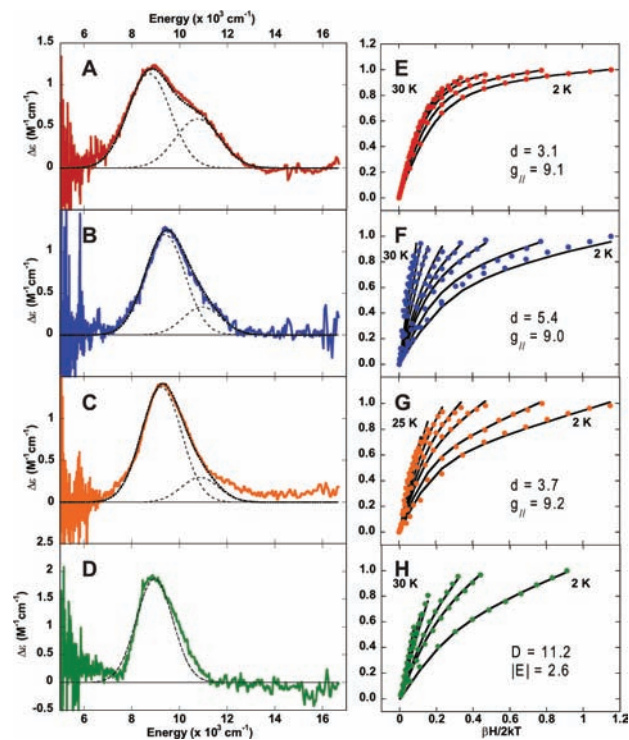 Energy (x 10³ cm⁻¹)
6 8 10 12 14 16
1.5
1
0.5
0
A
Δε (M⁻¹cm⁻¹)
1
0
B
Δε (M⁻¹cm⁻¹)
1
0
2.5
C
Δε (M⁻¹cm⁻¹)
2
1.5
1
0.5
0
-0.5
D
Δε (M⁻¹cm⁻¹)
6 8 10 12 14 16
Energy (x 10³ cm⁻¹)
1.2
1.0
0.8
0.6
0.4
0.2
0.0
E
30 K
2 K
d = 3.1
g// = 9.1
1.0
0.8
0.6
0.4
0.2
0.0
F
30 K
2 K
d = 5.4
g// = 9.0
1.0
0.8
0.6
0.4
0.2
0.0
G
25 K
2 K
d = 3.7
g// = 9.2
1.0
0.8
0.6
0.4
0.2
0.0
H
30 K
2 K
D = 11.2
|E| = 2.6
0 0.2 0.4 0.6 0.8 1.0 1.2
βH/2kT